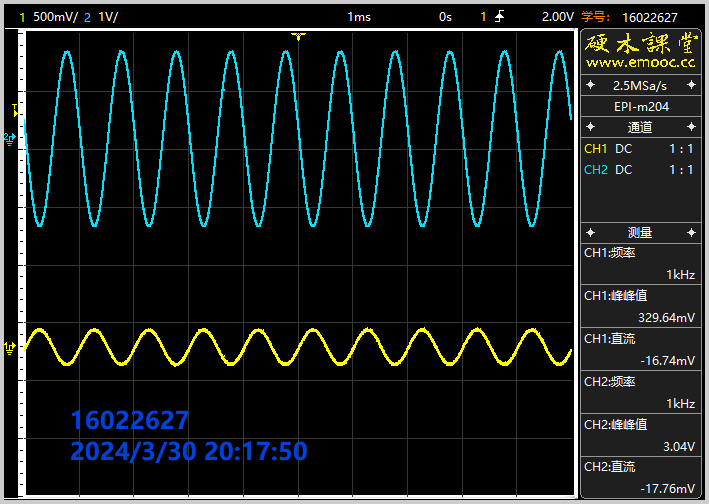 1 500mV/ 2 1V/ 1ms 0s 1 2.00V 学号: 16022627
硬木課堂
www.emooc.cc
2.5MSa/s
EPI-m204
通道
CH1 DC 1 : 1
CH2 DC 1 : 1
测量
CH1:频率
1kHz
CH1:峰峰值
329.64mV
CH1:直流
-16.74mV
CH2:频率
1kHz
CH2:峰峰值
3.04V
CH2:直流
-17.76mV
T
2
1
16022627
2024/3/30 20:17:50